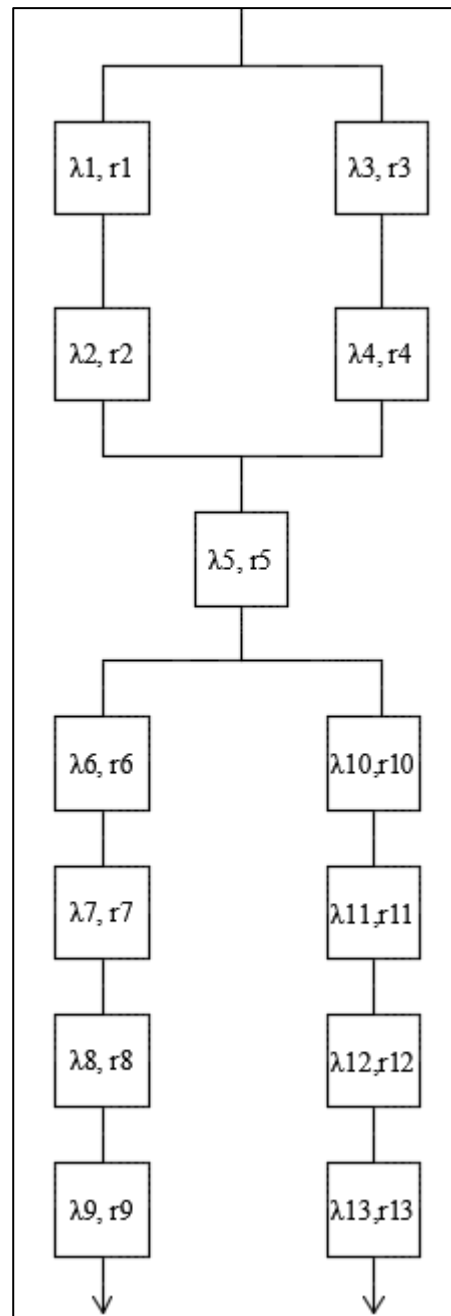 λ1, r1
λ3, r3
λ2, r2
λ4, r4
λ5, r5
λ6, r6
λ10,r10
λ7, r7
λ11,r11
λ8, r8
λ12,r12
λ9, r9
λ13,r13